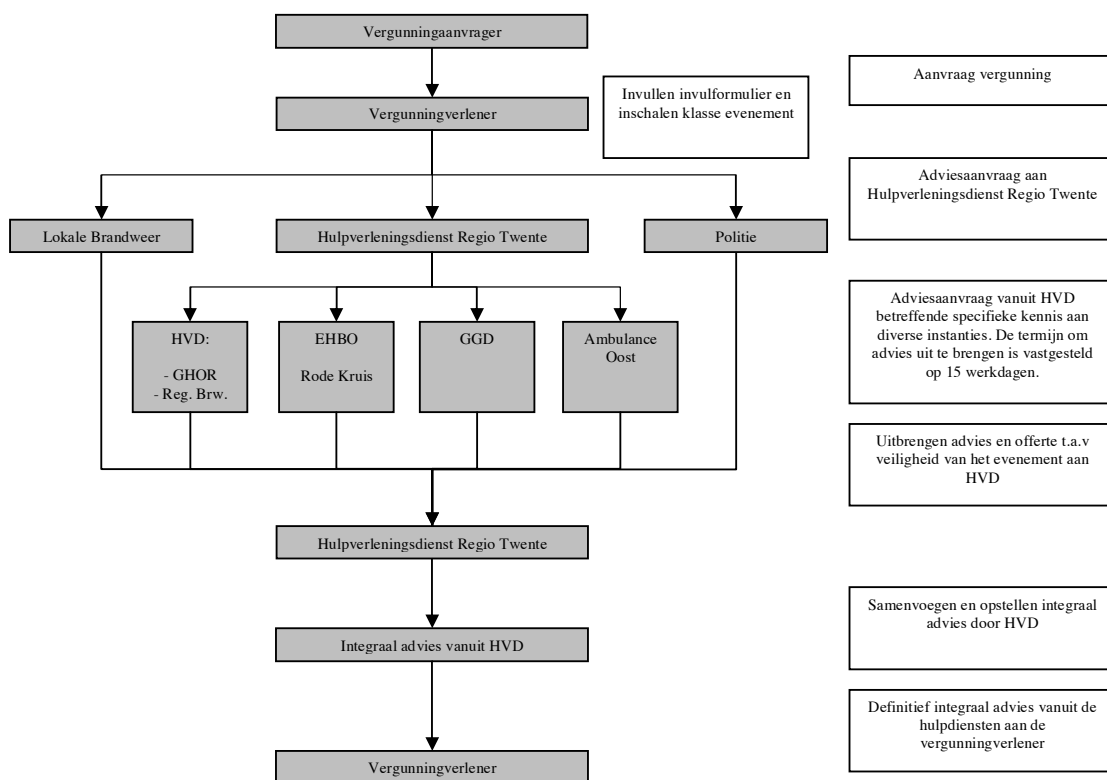 Vergunningaanvrager
Aanvraag vergunning
Invullen invulformulier en
inschalen klasse evenement
Vergunningverlener
Adviesaanvraag aan
Hulpverleningsdienst Regio Twente
Lokale Brandweer
Hulpverleningsdienst Regio Twente
Politie
Adviesaanvraag vanuit HVD
betreffende specifieke kennis aan
diverse instanties. De termijn om
advies uit te brengen is vastgesteld
op 15 werkdagen.
HVD:
- GHOR
- Reg. Brw.
EHBO
Rode Kruis
GGD
Ambulance
Oost
Uitbrengen advies en offerte t.a.v
veiligheid van het evenement aan
HVD
Hulpverleningsdienst Regio Twente
Samenvoegen en opstellen integraal
advies door HVD
Integraal advies vanuit HVD
Definitief integraal advies vanuit de
hulpdiensten aan de
vergunningverlener
Vergunningverlener